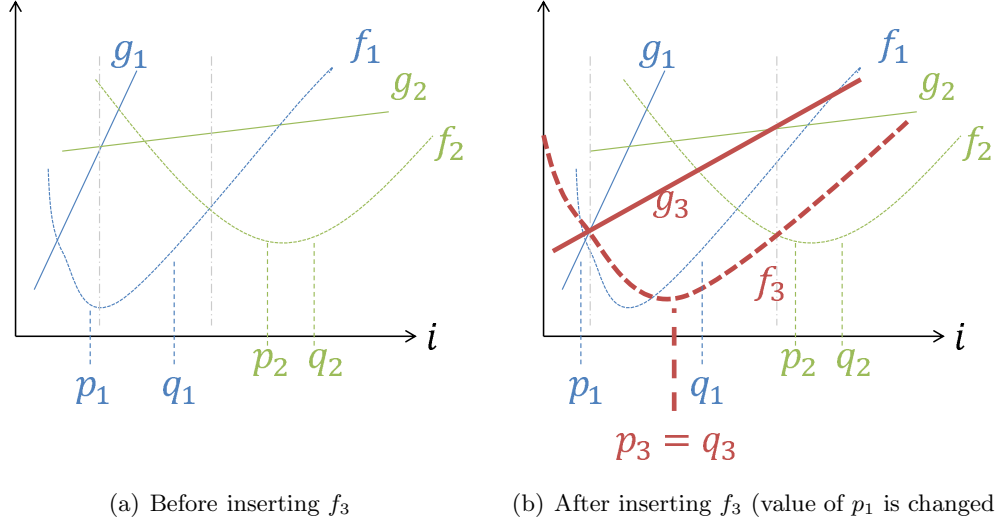 g₁
f₁
g₂
f₂
i
p₁
q₁
p₂
q₂
(a) Before inserting f₃
g₁
f₁
g₂
f₂
g₃
f₃
i
p₁
q₁
p₂
q₂
p₃ = q₃
(b) After inserting f₃ (value of p₁ is changed